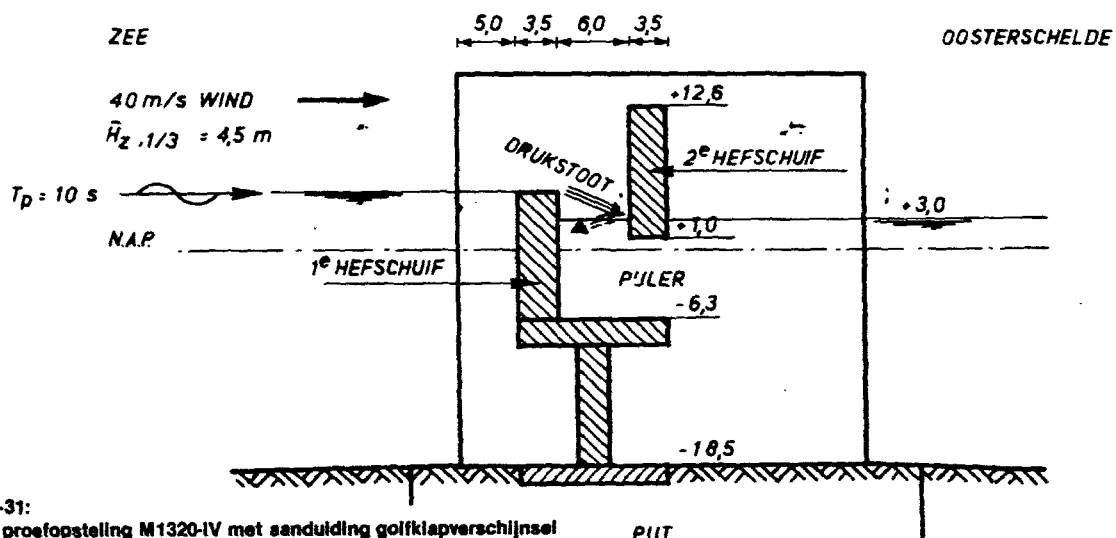 5,0 3,5 6,0 3,5
ZEE
OOSTERSCHELDE
40 m/s WIND
H̄z ,1/3 = 4,5 m
Tp = 10 s
N.A.P.
DRUKSTOOT
+12,6
2e HEFSCHUIF
+1,0
+3,0
1e HEFSCHUIF
PIJLER
-6,3
-18,5
-31:
proefopstelling M1320-IV met aanduiding golfklapverschijnsel
PUT